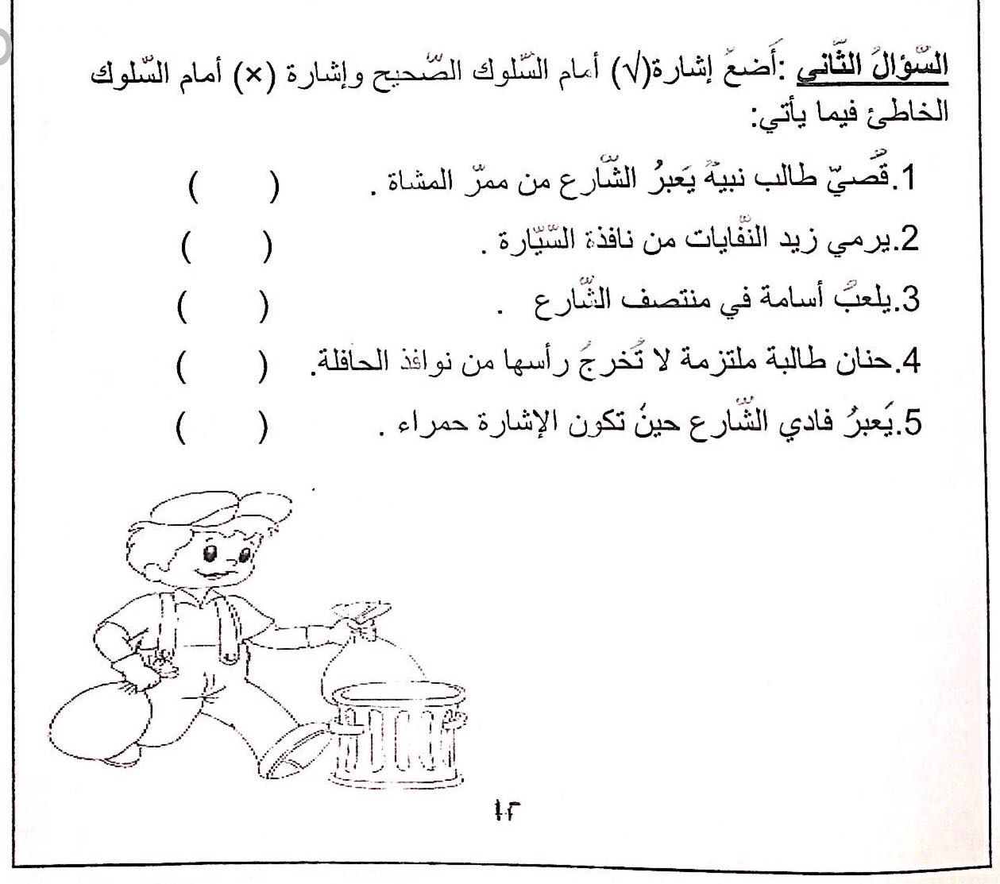 السّؤالُ الثّاني :أَضعُ إشارة(√) أمام السّلوك الصّحيح وإشارة (×) أمام السّلوك
الخاطئ فيما يأتي:
1.قُصيّ طالب نبيهٌ يَعبرُ الشّارع من ممرّ المشاة . ( )
2.يرمي زيد النّفايات من نافذة السّيّارة . ( )
3.يلعبُ أسامة في منتصف الشّارع . ( )
4.حنان طالبة ملتزمة لا تُخرجُ رأسها من نوافذ الحافلة. ( )
5.يَعبرُ فادي الشّارع حينَ تكون الإشارة حمراء . ( )
١٢